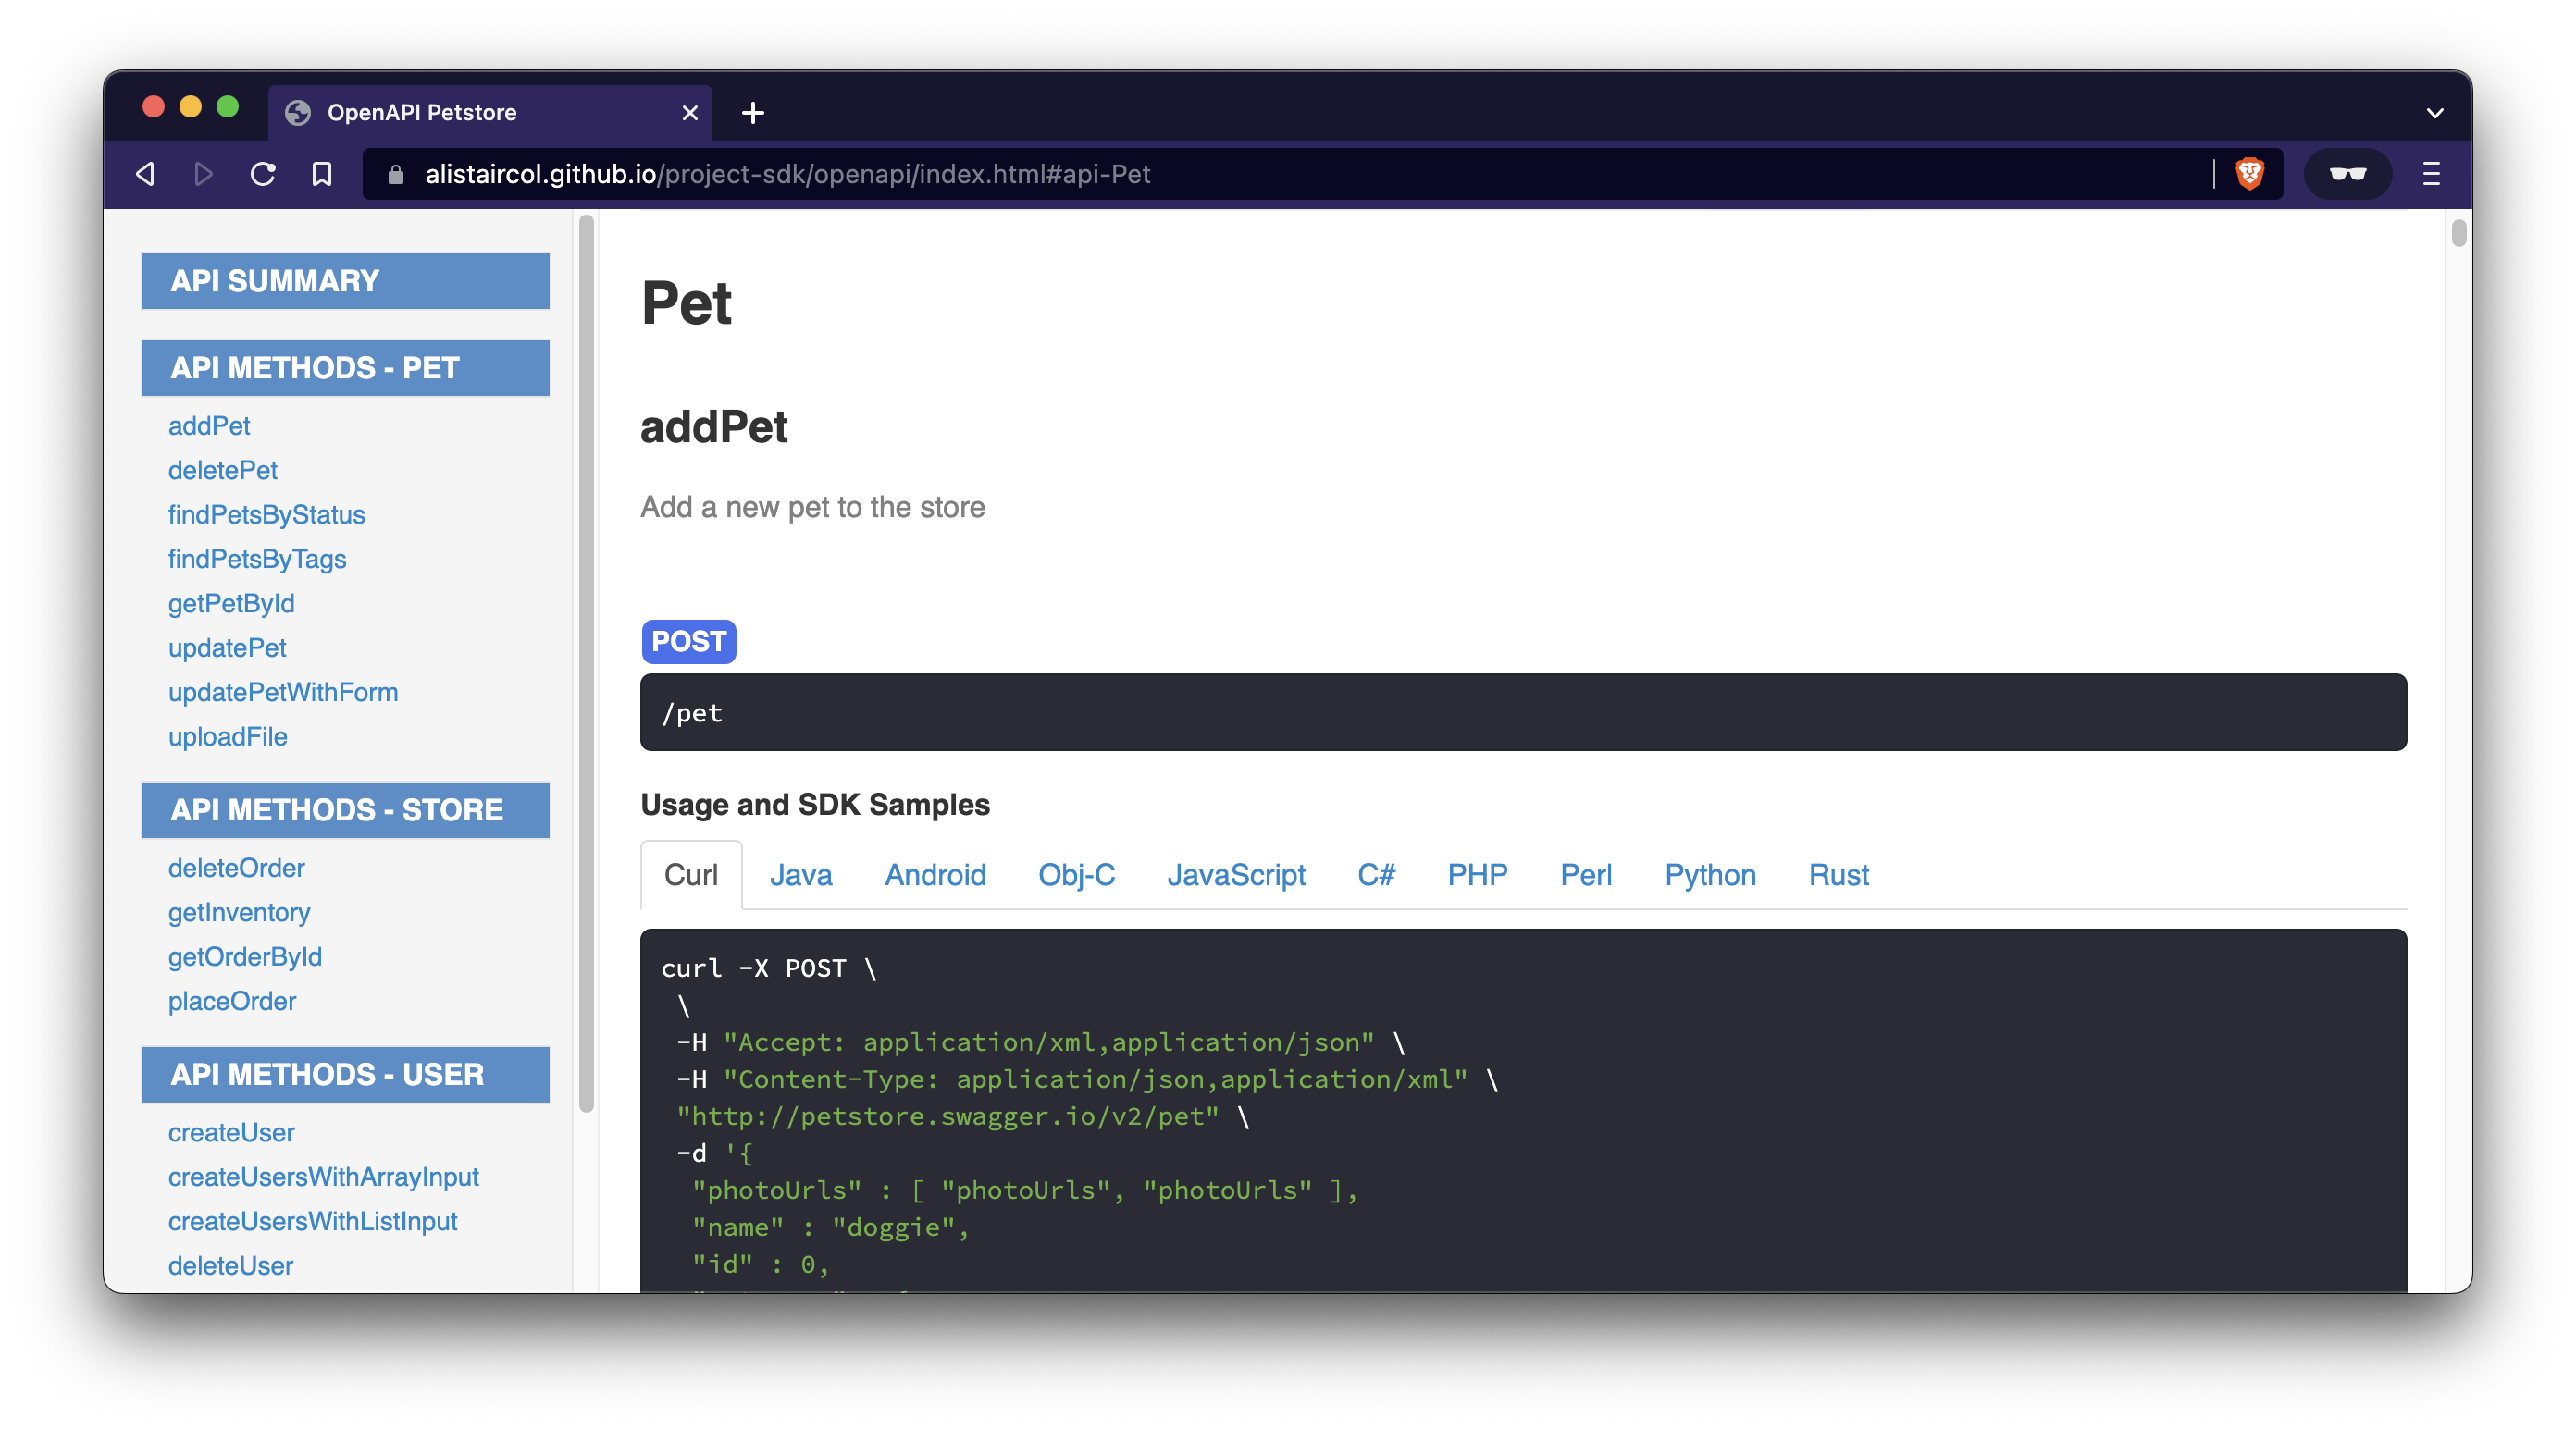 OpenAPI Petstore
alistaircol.github.io/project-sdk/openapi/index.html#api-Pet
API SUMMARY
API METHODS - PET
addPet
deletePet
findPetsByStatus
findPetsByTags
getPetById
updatePet
updatePetWithForm
uploadFile
API METHODS - STORE
deleteOrder
getInventory
getOrderById
placeOrder
API METHODS - USER
createUser
createUsersWithArrayInput
createUsersWithListInput
deleteUser
Pet
addPet
Add a new pet to the store
POST
/pet
Usage and SDK Samples
Curl Java Android Obj-C JavaScript C# PHP Perl Python Rust
curl -X POST \
\
-H "Accept: application/xml,application/json" \
-H "Content-Type: application/json,application/xml" \
"http://petstore.swagger.io/v2/pet" \
-d '{
"photoUrls" : [ "photoUrls", "photoUrls" ],
"name" : "doggie",
"id" : 0,